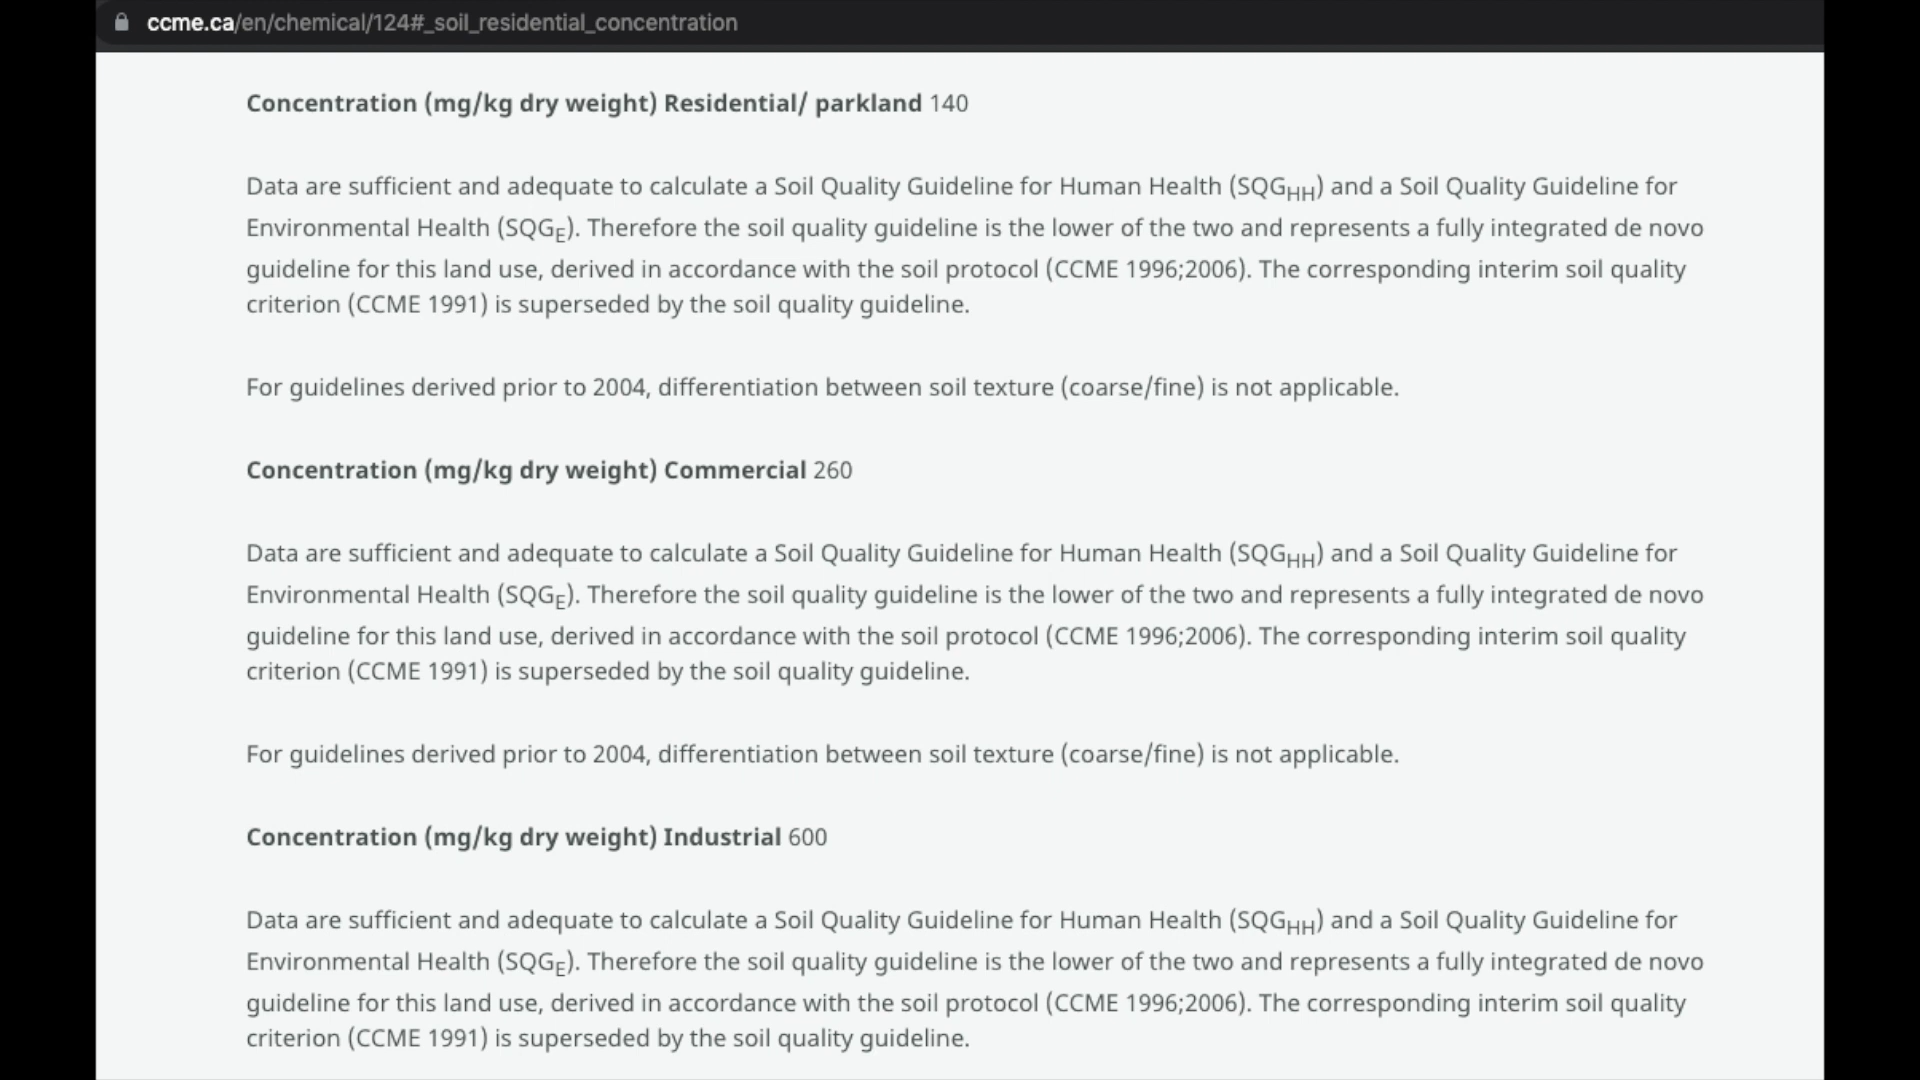 ccme.ca/en/chemical/124#_soil_residential_concentration
Concentration (mg/kg dry weight) Residential/ parkland 140
Data are sufficient and adequate to calculate a Soil Quality Guideline for Human Health (SQGHH) and a Soil Quality Guideline for
Environmental Health (SQGE). Therefore the soil quality guideline is the lower of the two and represents a fully integrated de novo
guideline for this land use, derived in accordance with the soil protocol (CCME 1996;2006). The corresponding interim soil quality
criterion (CCME 1991) is superseded by the soil quality guideline.
For guidelines derived prior to 2004, differentiation between soil texture (coarse/fine) is not applicable.
Concentration (mg/kg dry weight) Commercial 260
Data are sufficient and adequate to calculate a Soil Quality Guideline for Human Health (SQGHH) and a Soil Quality Guideline for
Environmental Health (SQGE). Therefore the soil quality guideline is the lower of the two and represents a fully integrated de novo
guideline for this land use, derived in accordance with the soil protocol (CCME 1996;2006). The corresponding interim soil quality
criterion (CCME 1991) is superseded by the soil quality guideline.
For guidelines derived prior to 2004, differentiation between soil texture (coarse/fine) is not applicable.
Concentration (mg/kg dry weight) Industrial 600
Data are sufficient and adequate to calculate a Soil Quality Guideline for Human Health (SQGHH) and a Soil Quality Guideline for
Environmental Health (SQGE). Therefore the soil quality guideline is the lower of the two and represents a fully integrated de novo
guideline for this land use, derived in accordance with the soil protocol (CCME 1996;2006). The corresponding interim soil quality
criterion (CCME 1991) is superseded by the soil quality guideline.